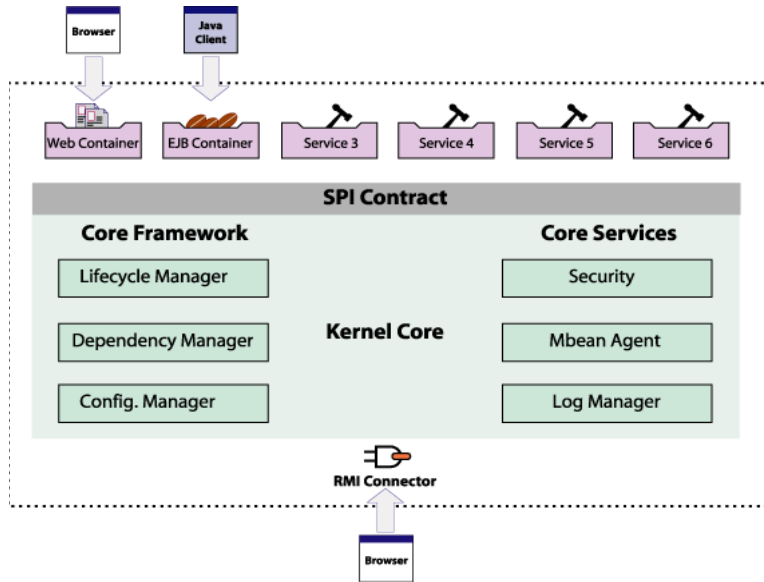 Browser
Java
Client
Web Container
EJB Container
Service 3
Service 4
Service 5
Service 6
SPI Contract
Core Framework
Core Services
Lifecycle Manager
Security
Dependency Manager
Kernel Core
Mbean Agent
Config. Manager
Log Manager
RMI Connector
Browser